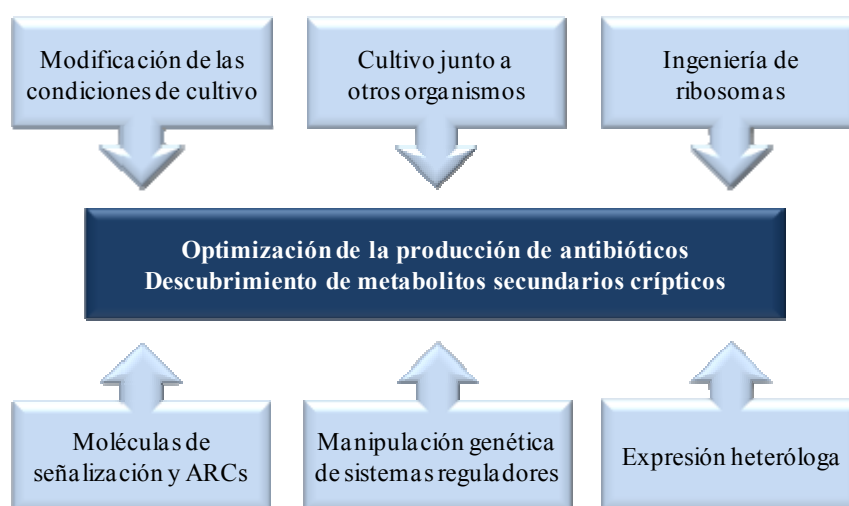 Modificación de las
condiciones de cultivo
Cultivo junto a
otros organismos
Ingeniería de
ribosomas
Optimización de la producción de antibióticos
Descubrimiento de metabolitos secundarios crípticos
Moléculas de
señalización y ARCs
Manipulación genética
de sistemas reguladores
Expresión heteróloga